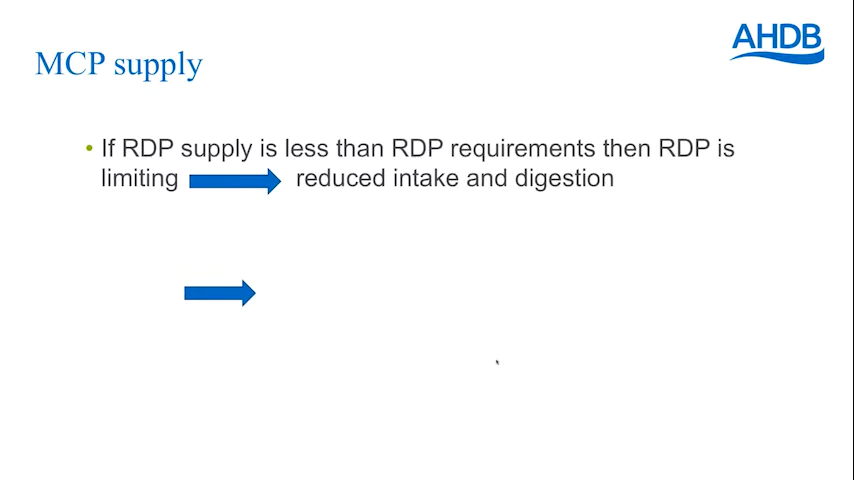 AHDB
MCP supply
• If RDP supply is less than RDP requirements then RDP is
limiting reduced intake and digestion